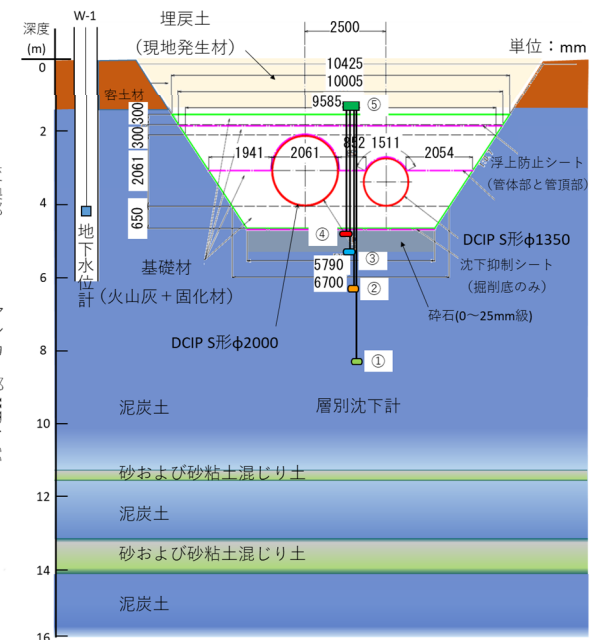 W-1
深度
(m)
埋戻土
(現地発生材)
2500
単位：mm
10425
10005
9585
⑤
客土材
0
2
4
6
8
10
12
14
16
300
300
2061
650
1941
2061
852
1511
2054
浮上防止シート
(管体部と管頂部)
DCIP S形φ1350
沈下抑制シート
(掘削底のみ)
砕石(0～25mm級)
④
③
②
①
5790
6700
地下水位計
基礎材
(火山灰＋固化材)
DCIP S形φ2000
層別沈下計
泥炭土
砂および砂粘土混じり土
泥炭土
砂および砂粘土混じり土
泥炭土